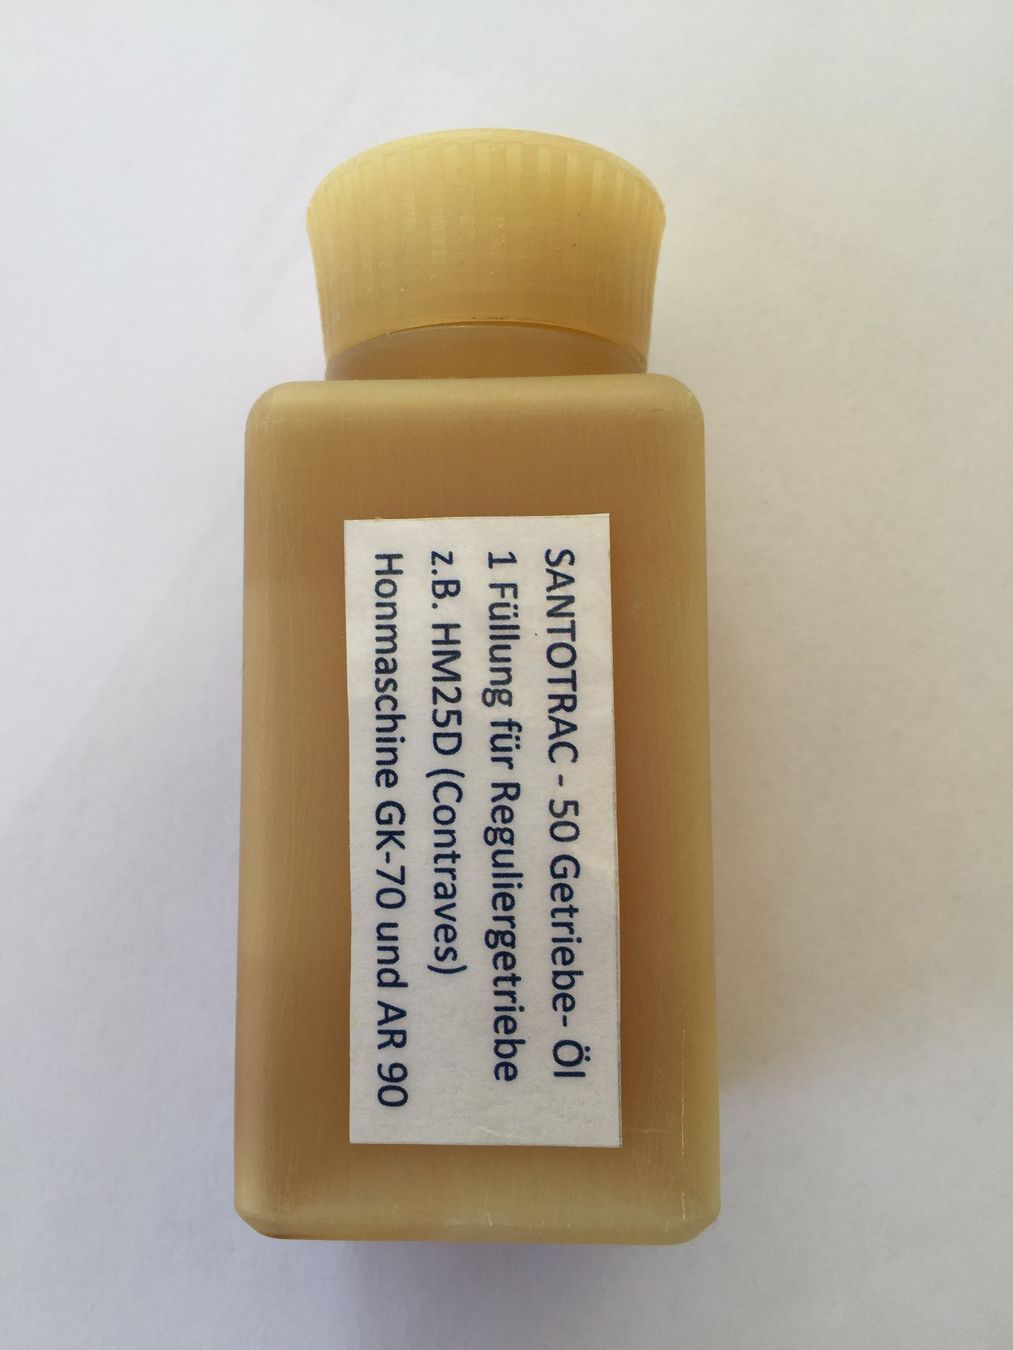 SANTOTRAC - 50 Getriebe- Öl
1 Füllung für Reguliergetriebe
z.B. HM25D (Contraves)
Honmaschine GK-70 und AR 90